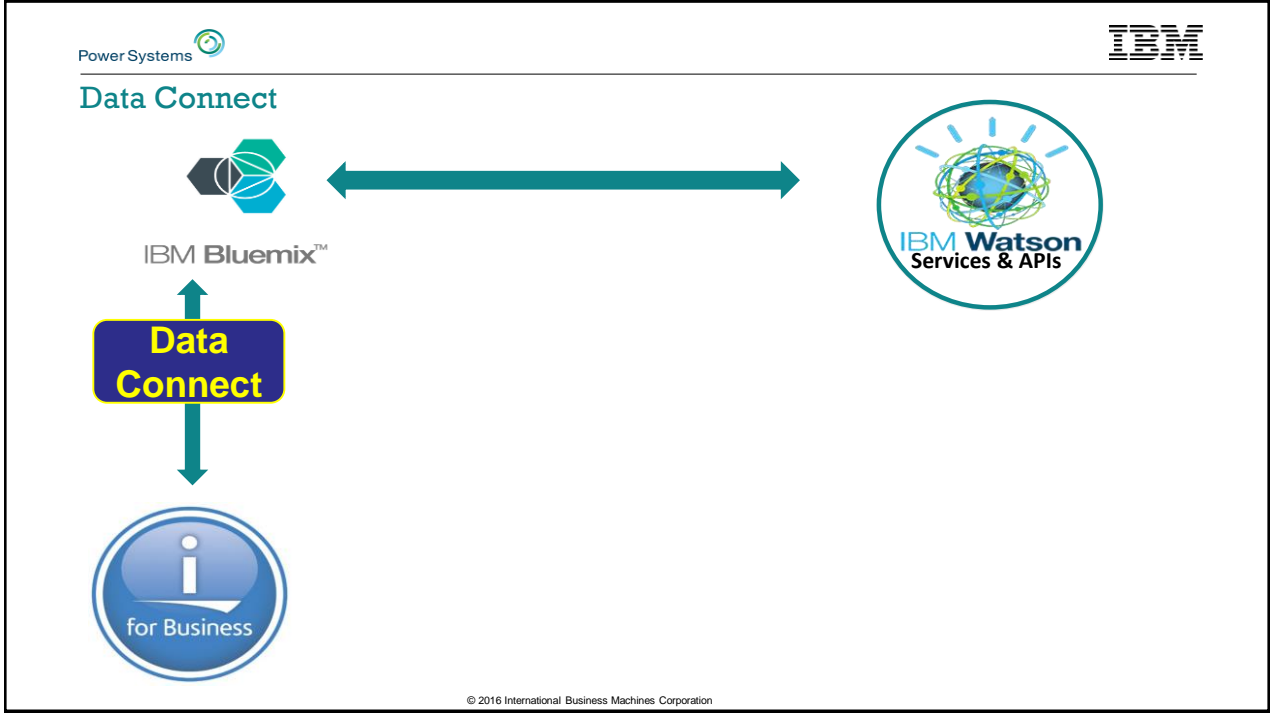 Power Systems
IBM
Data Connect
IBM Bluemix™
IBM Watson
Services & APIs
Data
Connect
i
for Business
© 2016 International Business Machines Corporation